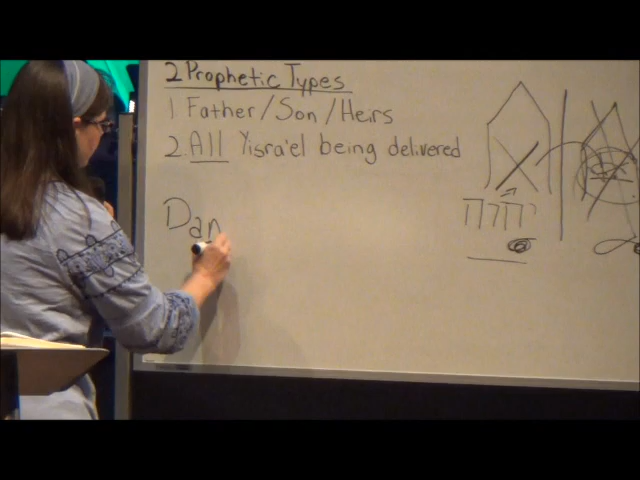 2 Prophetic Types
1. Father/Son/Heirs
2. All Yisra'el being delivered
Dan
יהוה